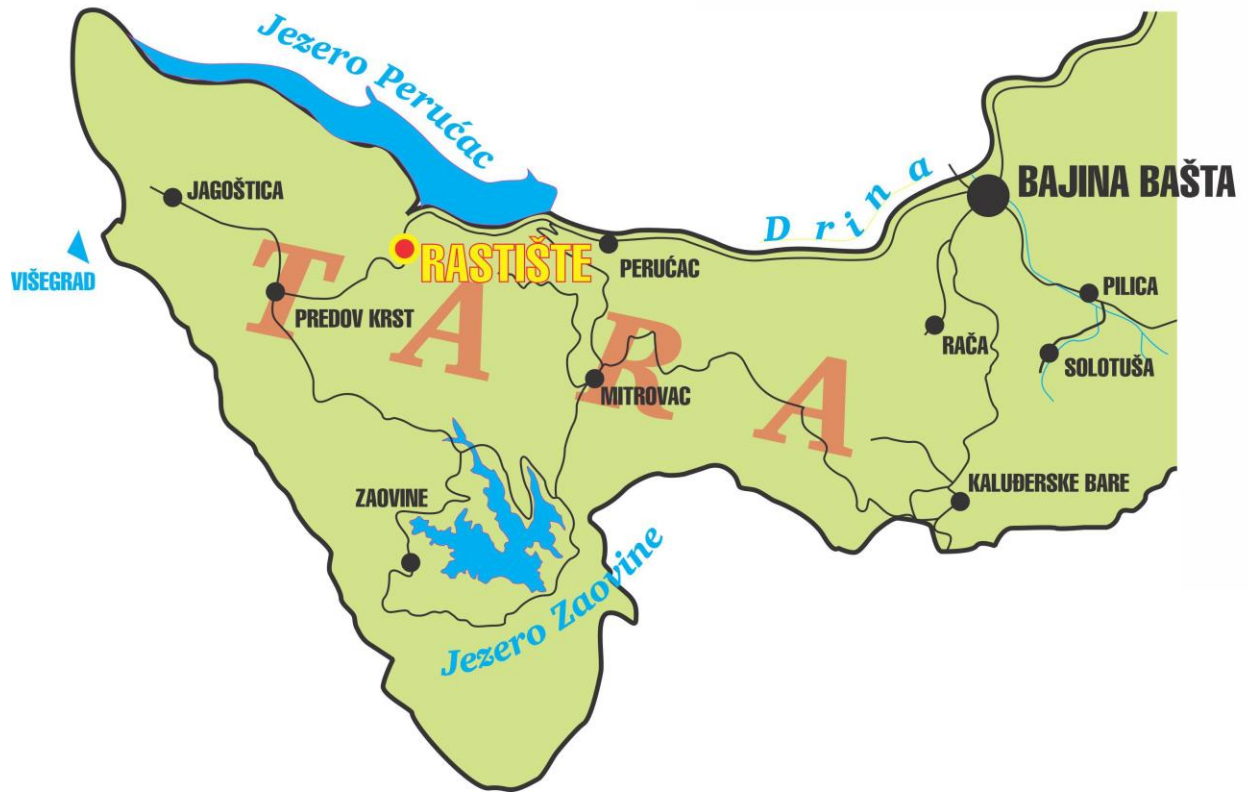 Jezero Perućac
Drina
BAJINA BAŠTA
JAGOŠTICA
RASTIŠTE
PERUĆAC
VIŠEGRAD
PREDOV KRST
PILICA
RAČA
SOLOTUŠA
TARA
MITROVAC
KALUĐERSKE BARE
ZAOVINE
Jezero Zaovine